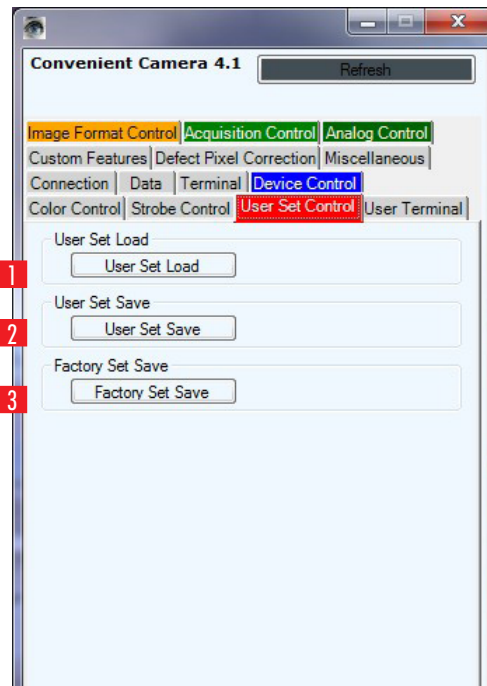 Convenient Camera 4.1
Refresh
Image Format Control Acquisition Control Analog Control
Custom Features Defect Pixel Correction Miscellaneous
Connection Data Terminal Device Control
Color Control Strobe Control User Set Control User Terminal
User Set Load
1 User Set Load
User Set Save
2 User Set Save
Factory Set Save
3 Factory Set Save